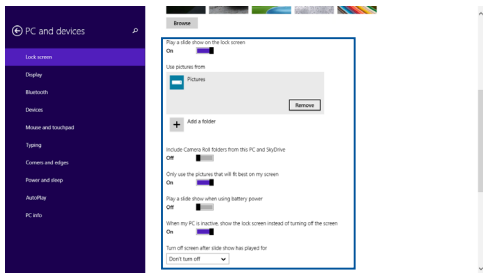 PC and devices
Lock screen
Display
Bluetooth
Devices
Mouse and touchpad
Typing
Corners and edges
Power and sleep
AutoPlay
PC info
Browse
Play a slide show on the lock screen
On
Use pictures from
Pictures
Remove
Add a folder
Include Camera Roll folders from this PC and SkyDrive
Off
Only use the pictures that will fit best on my screen
On
Play a slide show when using battery power
Off
When my PC is inactive, show the lock screen instead of turning off the screen
On
Turn off screen after slide show has played for
Don't turn off